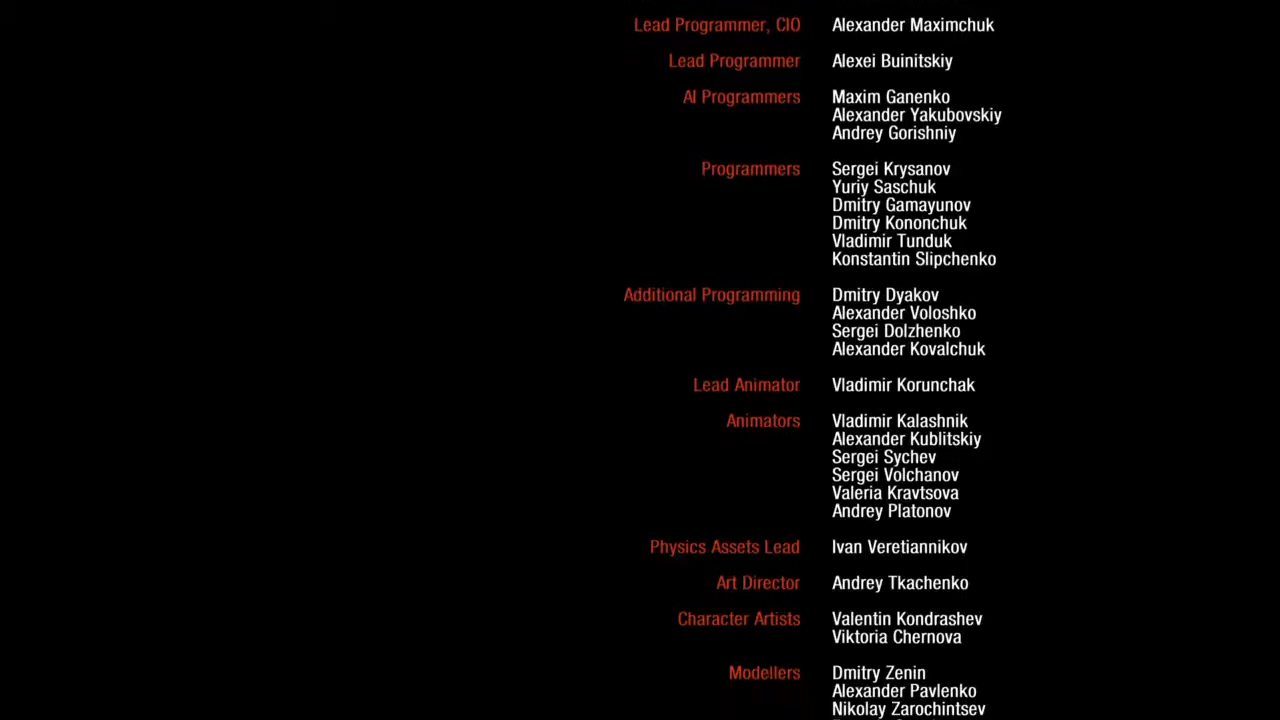 Lead Programmer, CIO Alexander Maximchuk
Lead Programmer Alexei Buinitskiy
AI Programmers Maxim Ganenko
Alexander Yakubovskiy
Andrey Gorishniy
Programmers Sergei Krysanov
Yuriy Saschuk
Dmitry Gamayunov
Dmitry Kononchuk
Vladimir Tunduk
Konstantin Slipchenko
Additional Programming Dmitry Dyakov
Alexander Voloshko
Sergei Dolzhenko
Alexander Kovalchuk
Lead Animator Vladimir Korunchak
Animators Vladimir Kalashnik
Alexander Kublitskiy
Sergei Sychev
Sergei Volchanov
Valeria Kravtsova
Andrey Platonov
Physics Assets Lead Ivan Veretiannikov
Art Director Andrey Tkachenko
Character Artists Valentin Kondrashev
Viktoria Chernova
Modellers Dmitry Zenin
Alexander Pavlenko
Nikolay Zarochintsev